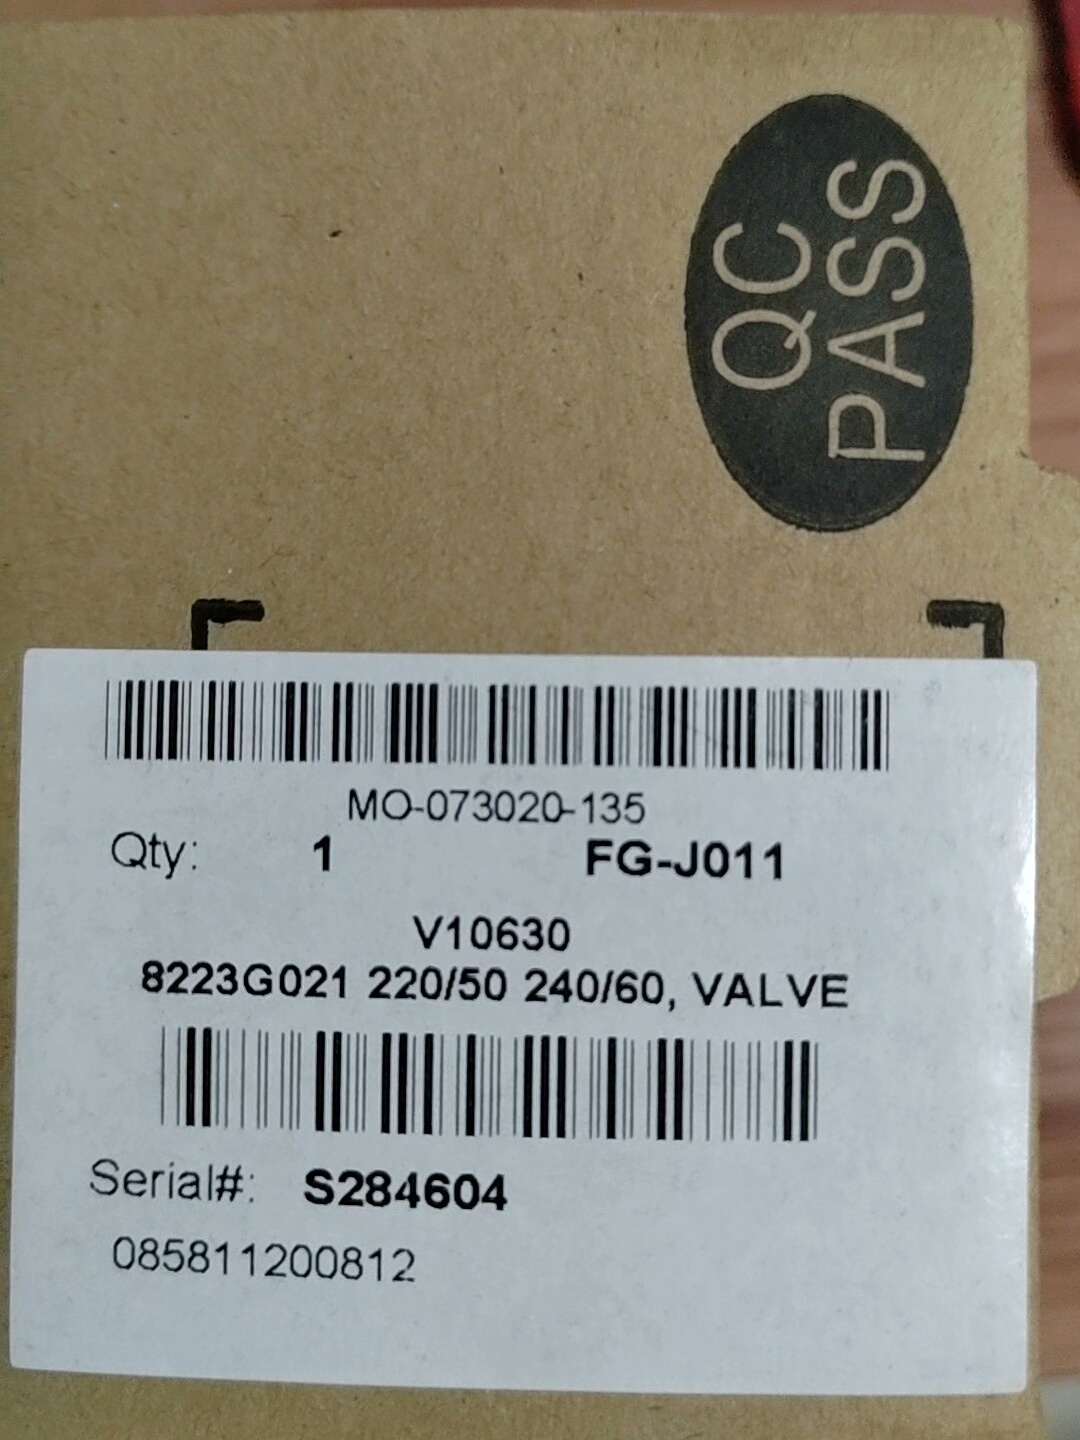 QC
PASS
MO-073020-135
Qty: 1 FG-J011
V10630
8223G021 220/50 240/60, VALVE
Serial#: S284604
085811200812